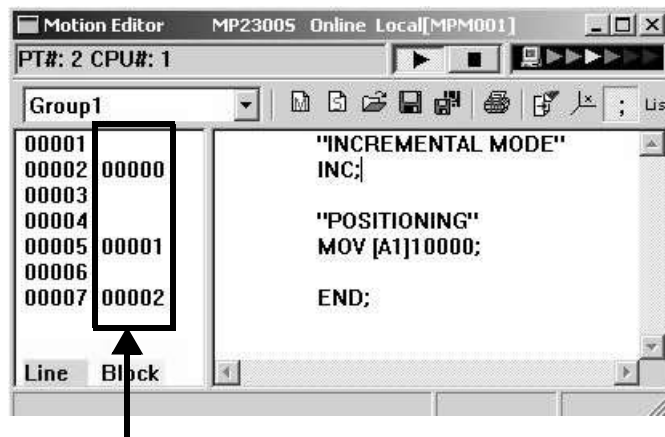 Motion Editor MP2300S Online Local[MPM001]
PT#: 2 CPU#: 1
Group1 ; Lis
00001 "INCREMENTAL MODE"
00002 00000 INC;
00003
00004 "POSITIONING"
00005 00001 MOV [A1]10000;
00006
00007 00002 END;
Line Block